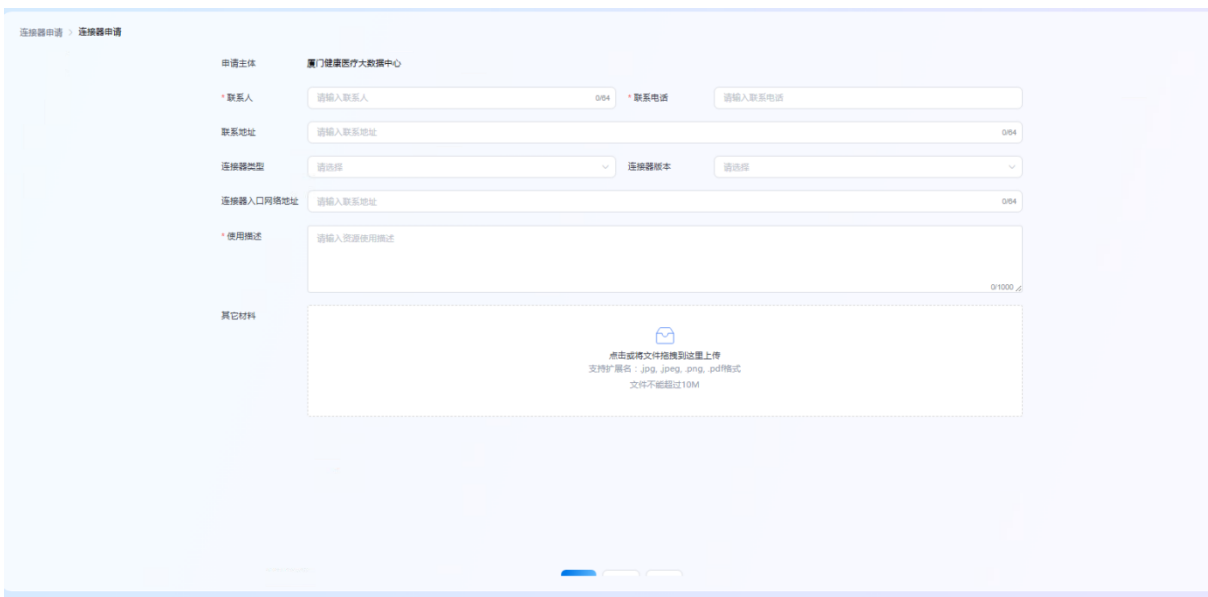 连接器申请 > 连接器申请
申请主体 厦门健康医疗大数据中心
* 联系人 请输入联系人 0/64 * 联系电话 请输入联系电话
联系地址 请输入联系地址 0/64
连接器类型 请选择 连接器版本 请选择
连接器入口网络地址 请输入联系地址 0/64
* 使用描述 请输入资源使用描述
0/1000
其它材料
点击或将文件拖拽到这里上传
支持扩展名：.jpg, .jpeg, .png, .pdf格式
文件不能超过10M